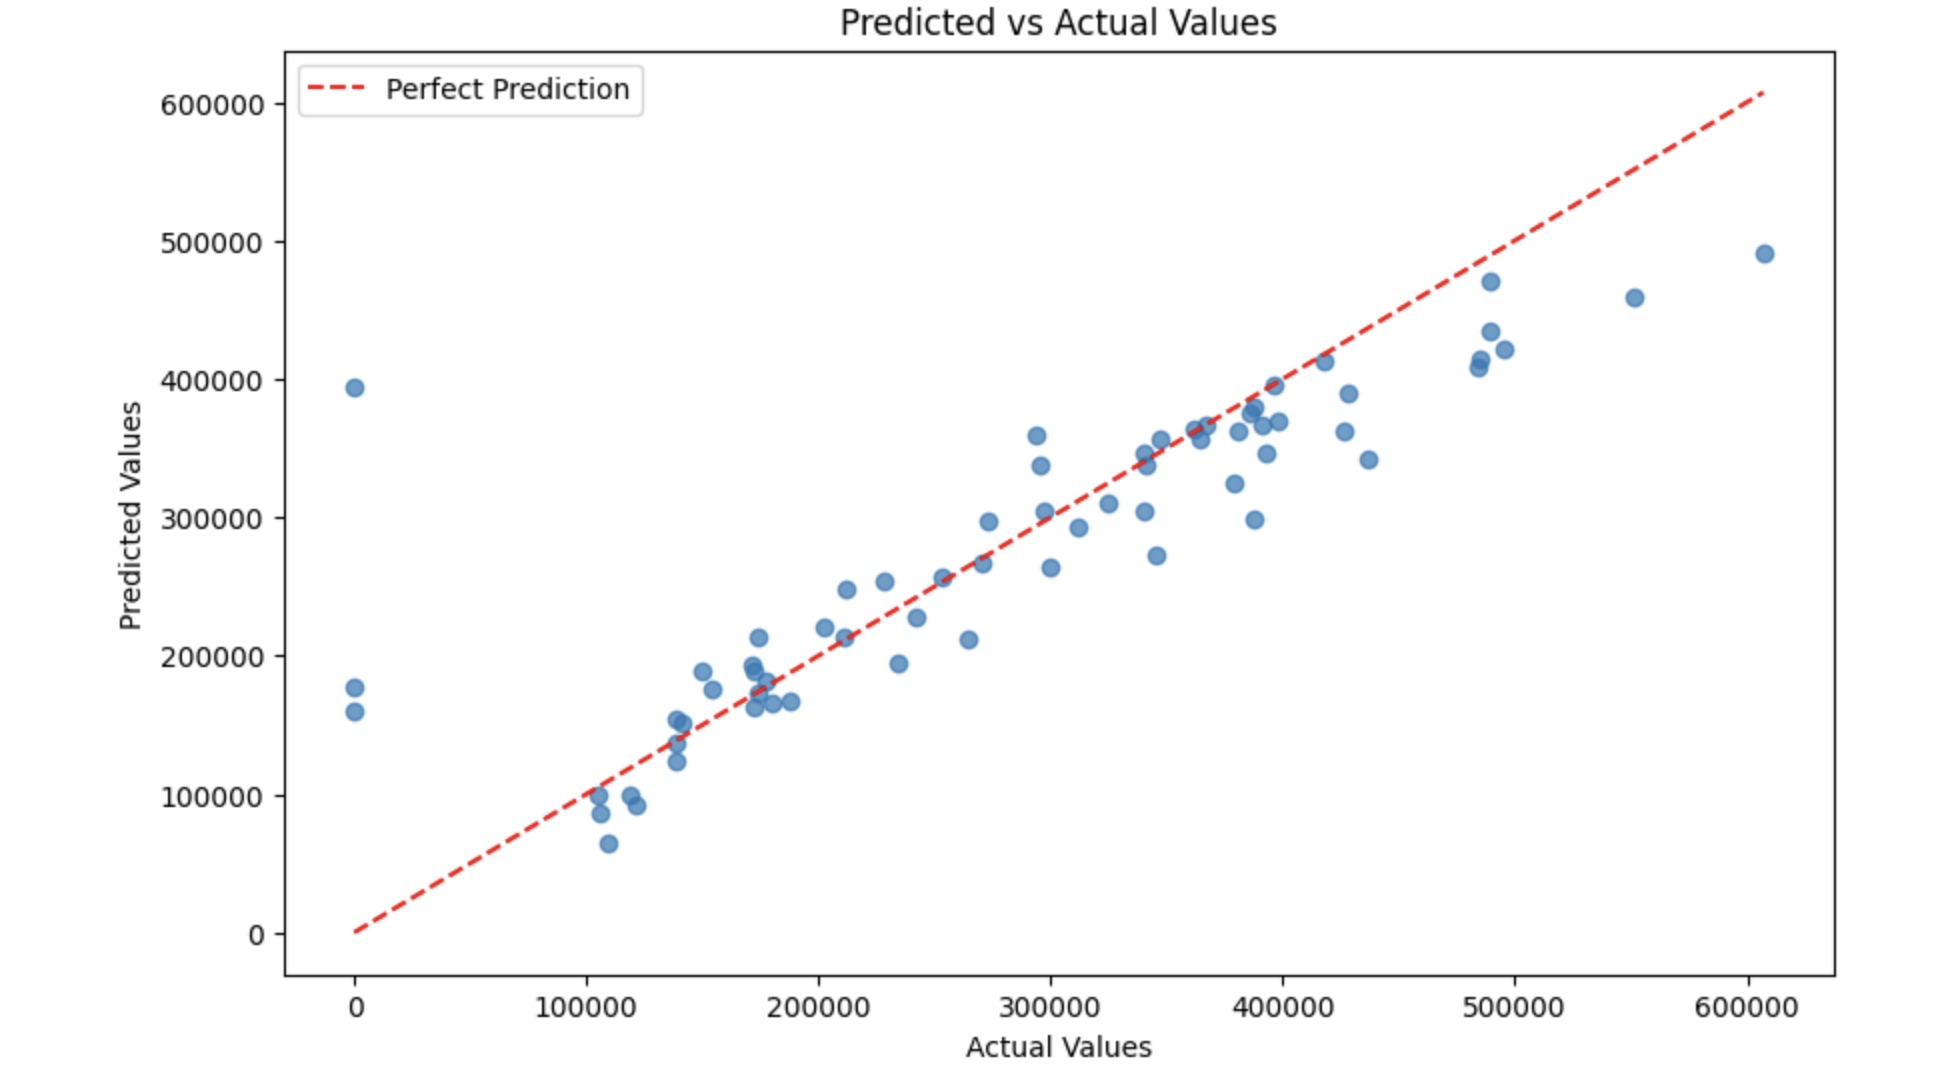 Predicted vs Actual Values
Perfect Prediction
600000
500000
400000
300000
200000
100000
0
Predicted Values
0 100000 200000 300000 400000 500000 600000
Actual Values